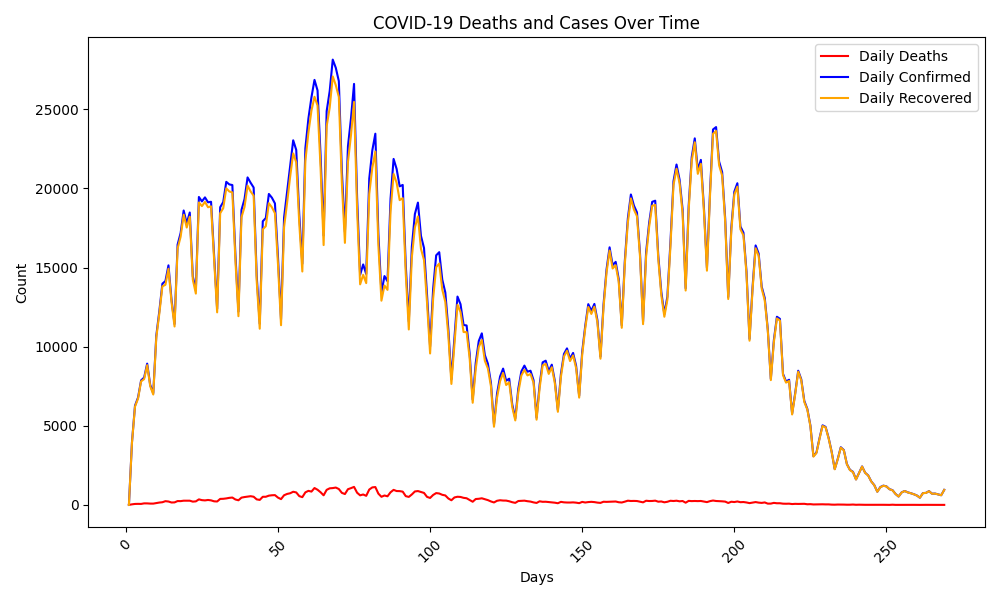 COVID-19 Deaths and Cases Over Time
Daily Deaths
Daily Confirmed
Daily Recovered
Count
25000
20000
15000
10000
5000
0
0
50
100
150
200
250
Days